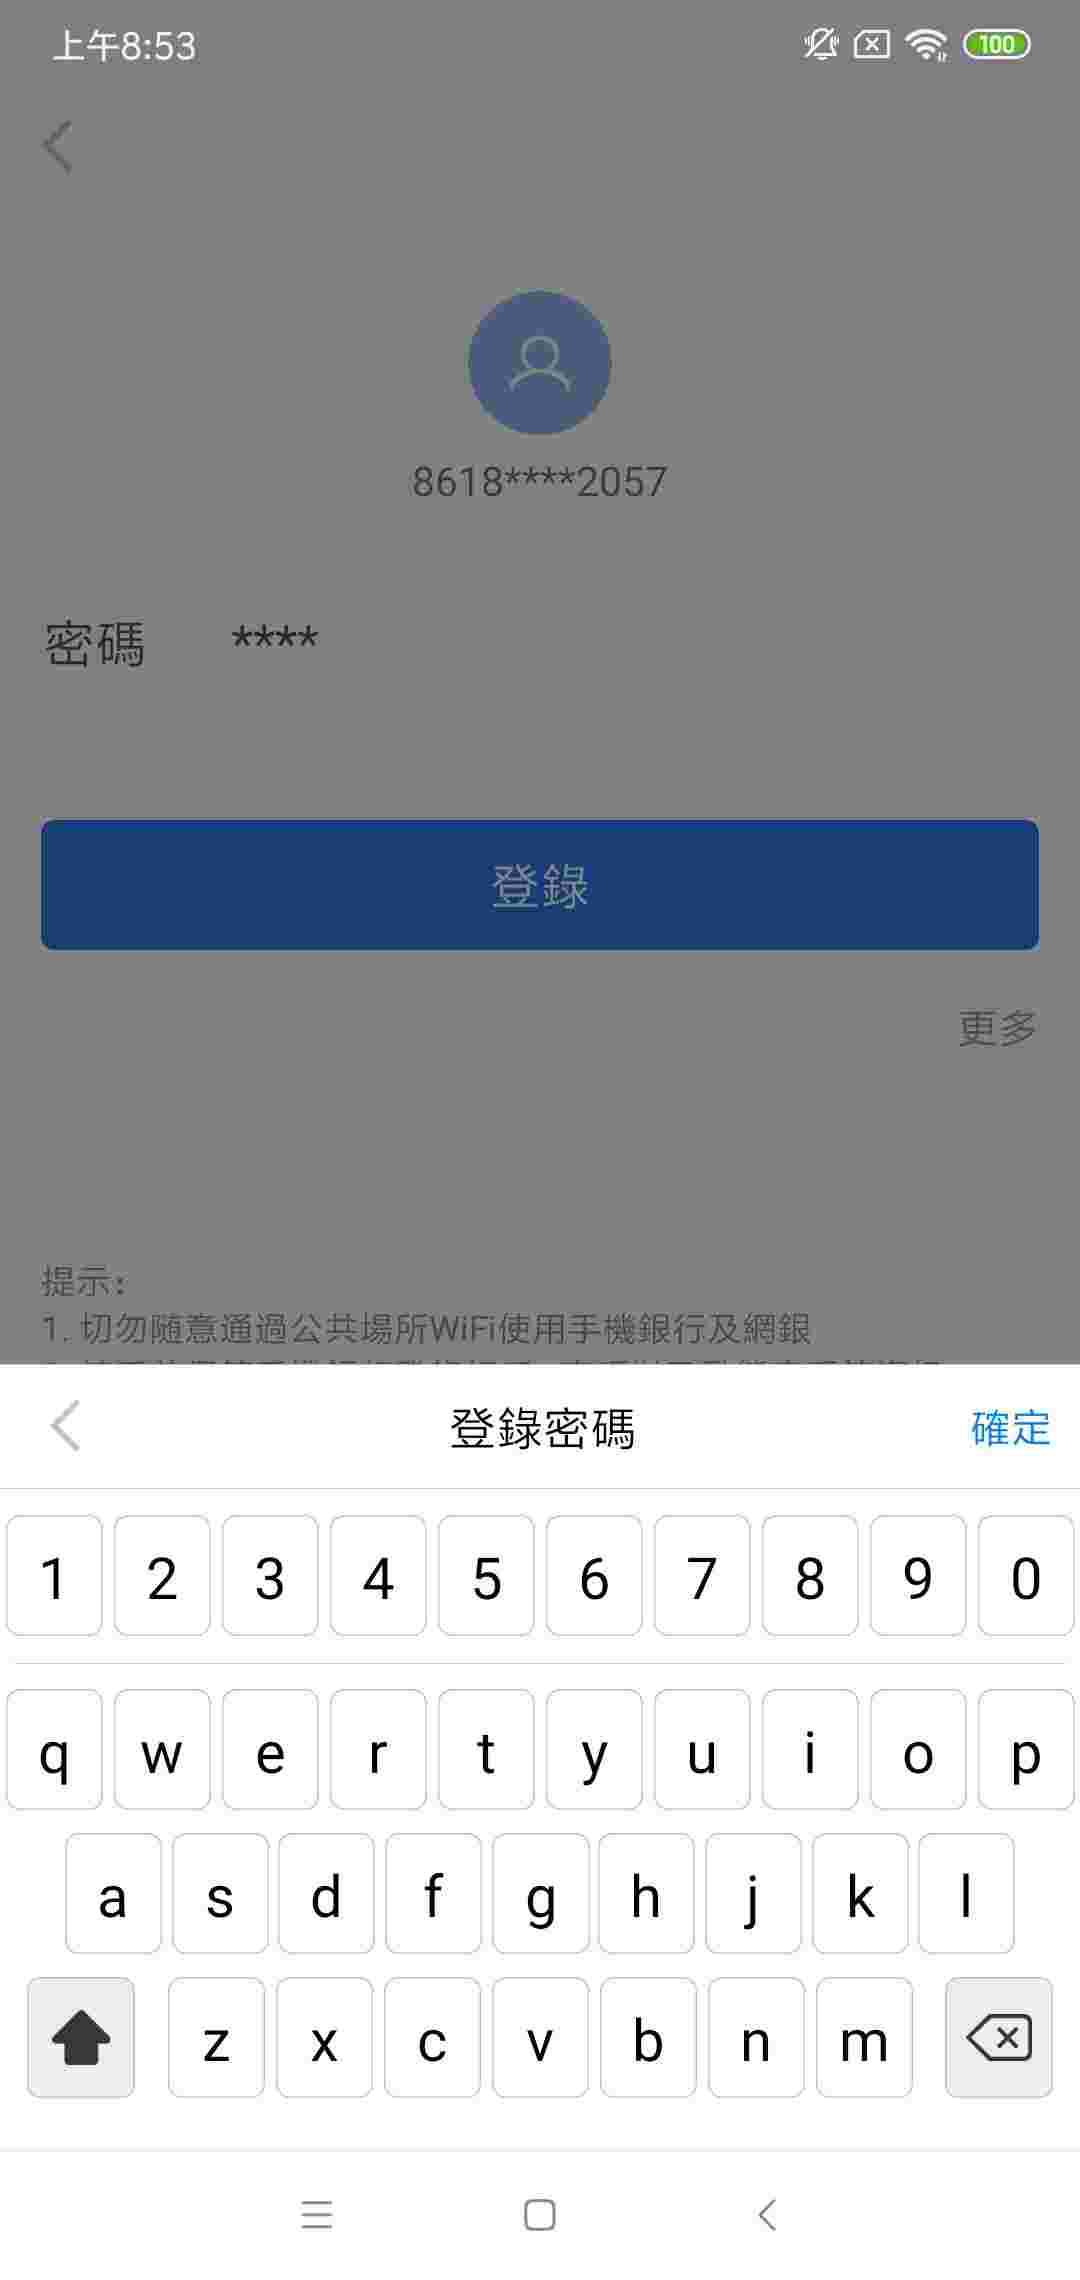 上午8:53
100
8618****2057
密碼 ****
登錄
更多
提示：
1. 切勿随意通過公共場所WiFi使用手機銀行及網銀
登錄密碼 確定
1 2 3 4 5 6 7 8 9 0
q w e r t y u i o p
a s d f g h j k l
z x c v b n m